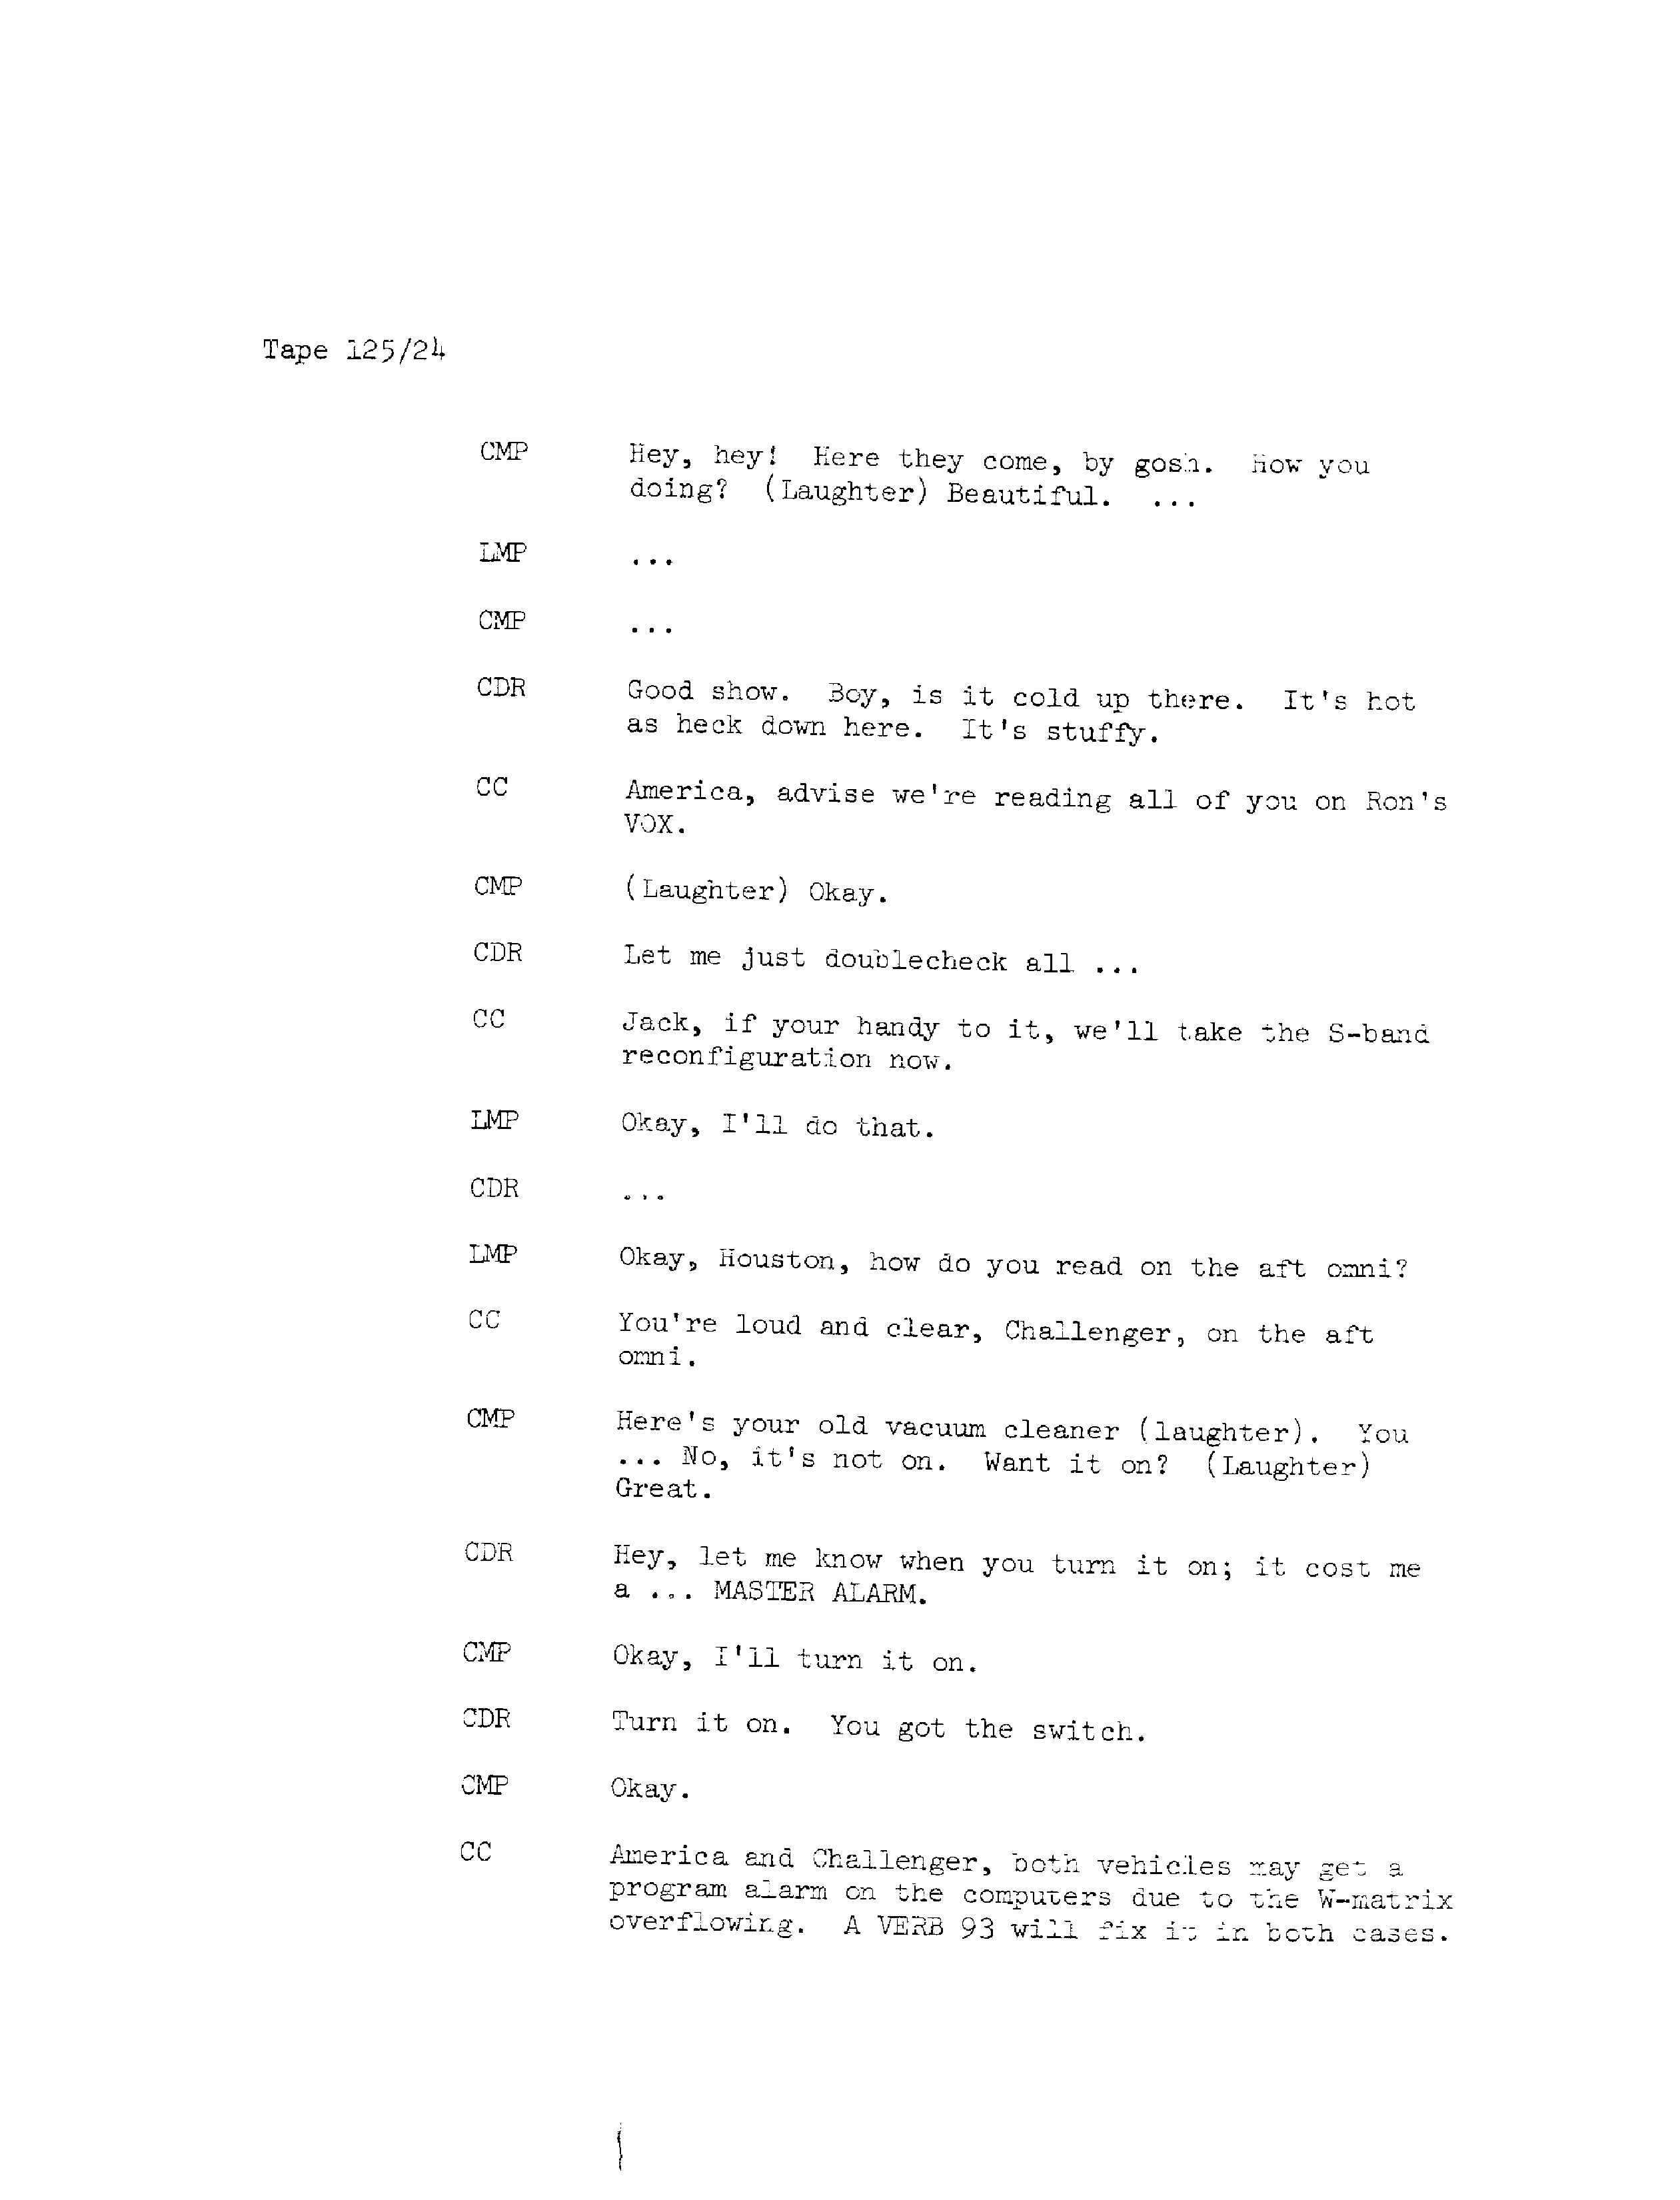 Tape 125/24
CMP Hey, hey! Here they come, by gosh. How you
doing? (Laughter) Beautiful. ...
LMP ...
CMP ...
CDR Good show. Boy, is it cold up there. It's hot
as heck down here. It's stuffy.
CC America, advise we're reading all of you on Ron's
VOX.
CMP (Laughter) Okay.
CDR Let me just doublecheck all ...
CC Jack, if your handy to it, we'll take the S-band
reconfiguration now.
LMP Okay, I'll do that.
CDR ...
LMP Okay, Houston, how do you read on the aft omni?
CC You're loud and clear, Challenger, on the aft
omni.
CMP Here's your old vacuum cleaner (laughter). You
... No, it's not on. Want it on? (Laughter)
Great.
CDR Hey, let me know when you turn it on; it cost me
a ... MASTER ALARM.
CMP Okay, I'll turn it on.
CDR Turn it on. You got the switch.
CMP Okay.
CC America and Challenger, both vehicles may get a
program alarm on the computers due to the W-matrix
overflowing. A VERB 93 will fix it in both cases.